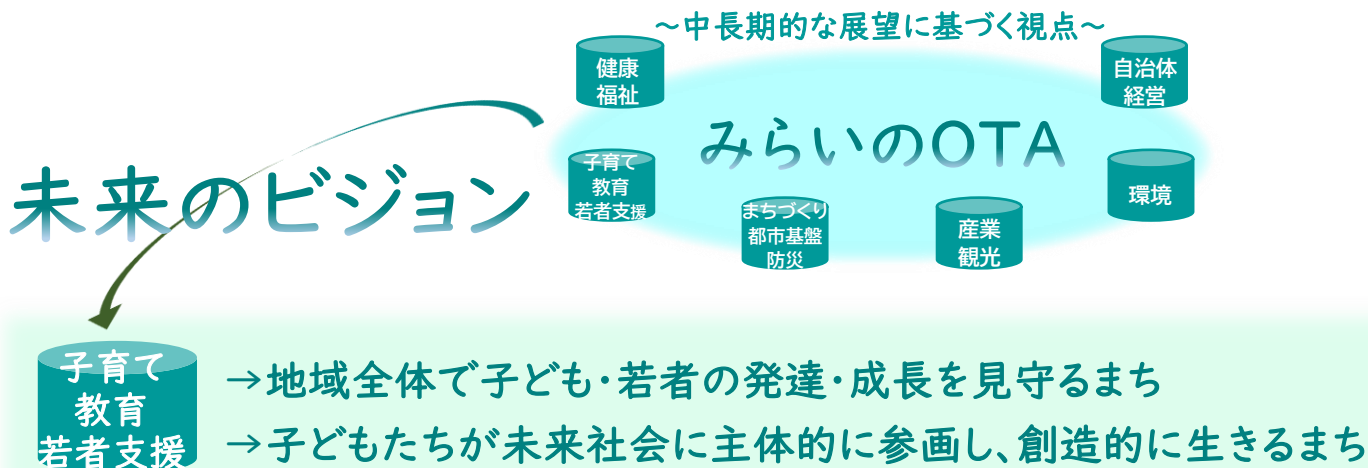 ～中長期的な展望に基づく視点～
健康
福祉
自治体
経営
みらいのOTA
未来のビジョン
子育て
教育
若者支援
まちづくり
都市基盤
防災
産業
観光
環境
子育て
教育
若者支援
→地域全体で子ども・若者の発達・成長を見守るまち
→子どもたちが未来社会に主体的に参画し、創造的に生きるまち